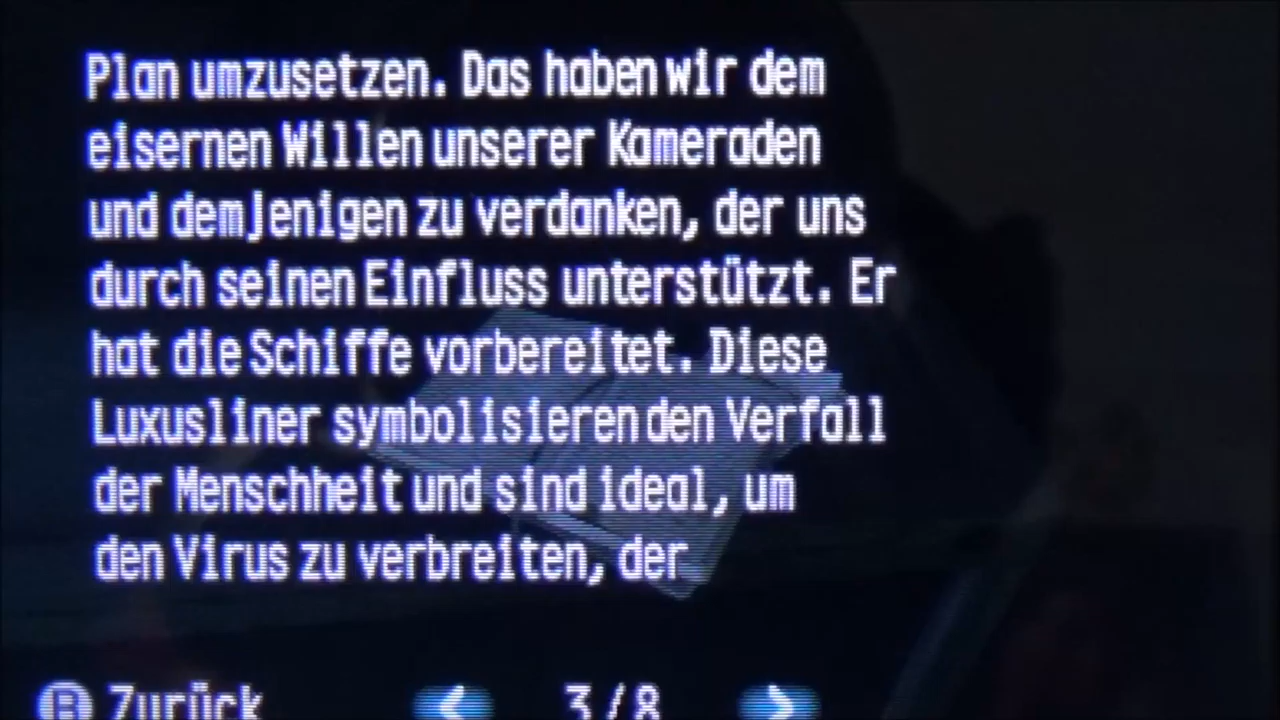 Plan umzusetzen. Das haben wir dem
eisernen Willen unserer Kameraden
und demjenigen zu verdanken, der uns
durch seinen Einfluss unterstützt. Er
hat die Schiffe vorbereitet. Diese
Luxusliner symbolisieren den Verfall
der Menschheit und sind ideal, um
den Virus zu verbreiten, der
B Zurück < 3/8 >